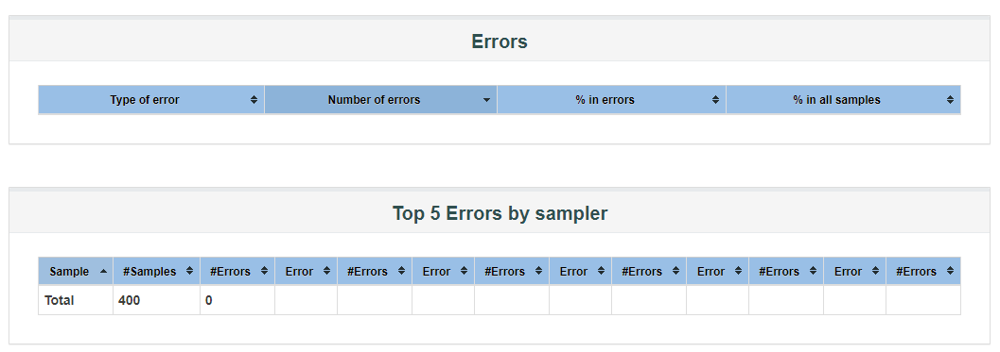 Errors
Type of error Number of errors % in errors % in all samples
Top 5 Errors by sampler
Sample #Samples #Errors Error #Errors Error #Errors Error #Errors Error #Errors Error #Errors
Total 400 0